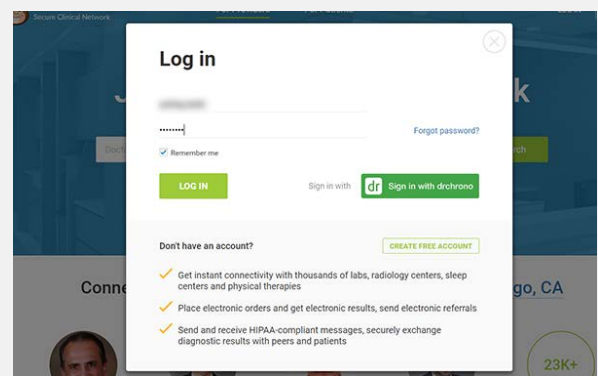 Secure Clinical Network
Log in
Forgot password?
Remember me
LOG IN
Sign in with
dr Sign in with drchrono
Don't have an account?
CREATE FREE ACCOUNT
Get instant connectivity with thousands of labs, radiology centers, sleep
centers and physical therapies
Place electronic orders and get electronic results, send electronic referrals
Send and receive HIPAA-compliant messages, securely exchange
diagnostic results with peers and patients
Conne
go, CA
23K+